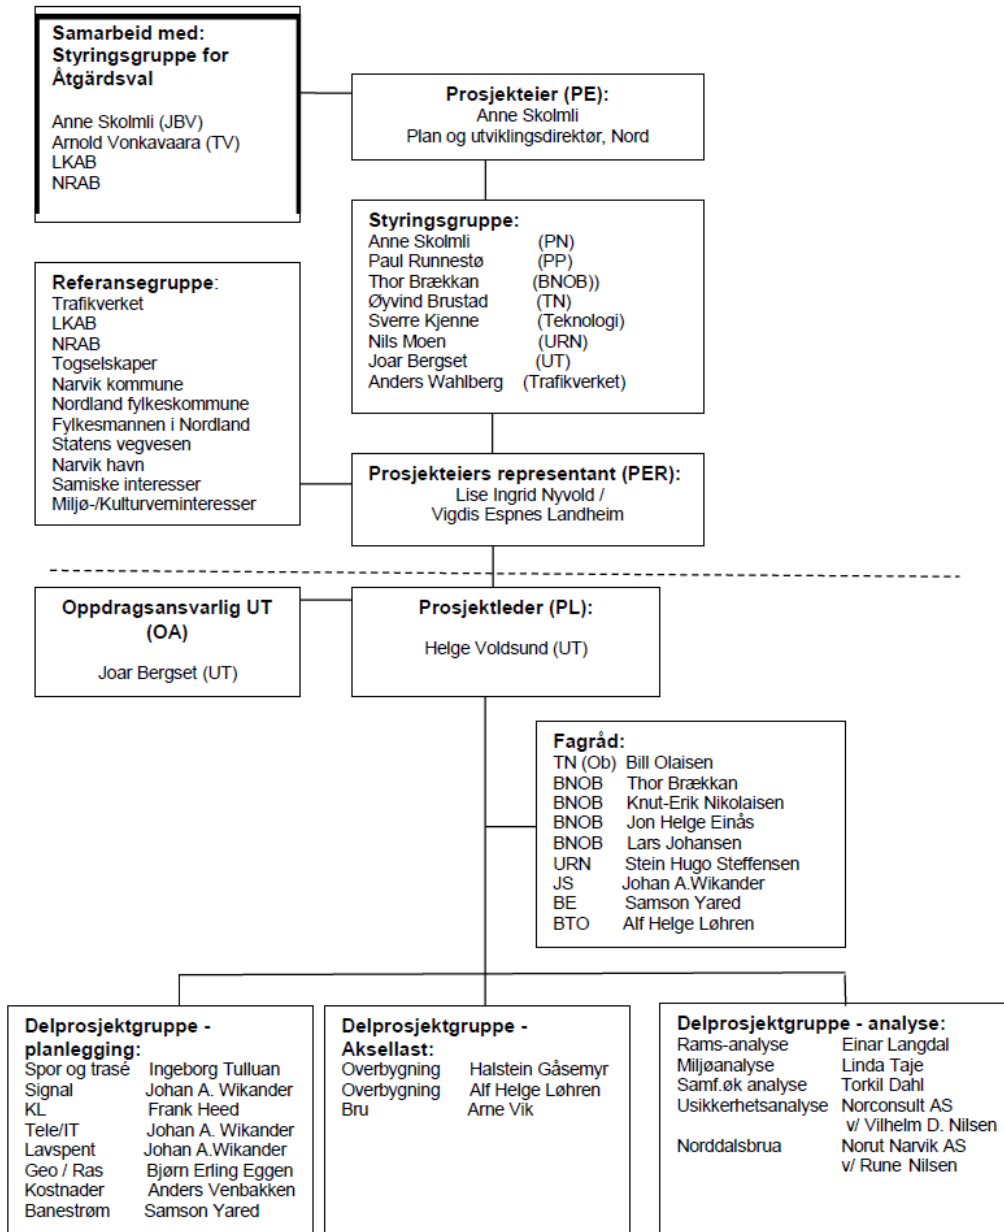 Samarbeid med:
Styringsgruppe for
Åtgärdsval
Anne Skolmli (JBV)
Arnold Vonkavaara (TV)
LKAB
NRAB
Prosjekteier (PE):
Anne Skolmli
Plan og utviklingsdirektør, Nord
Styringsgruppe:
Anne Skolmli (PN)
Paul Runnestø (PP)
Thor Brækkan (BNOB))
Øyvind Brustad (TN)
Sverre Kjenne (Teknologi)
Nils Moen (URN)
Joar Bergset (UT)
Anders Wahlberg (Trafikverket)
Referansegruppe:
Trafikverket
LKAB
NRAB
Togselskaper
Narvik kommune
Nordland fylkeskommune
Fylkesmannen i Nordland
Statens vegvesen
Narvik havn
Samiske interesser
Miljø-/Kulturverninteresser
Prosjekteiers representant (PER):
Lise Ingrid Nyvold /
Vigdis Espnes Landheim
Oppdragsansvarlig UT
(OA)
Joar Bergset (UT)
Prosjektleder (PL):
Helge Voldsund (UT)
Fagråd:
TN (Ob) Bill Olaisen
BNOB Thor Brækkan
BNOB Knut-Erik Nikolaisen
BNOB Jon Helge Einås
BNOB Lars Johansen
URN Stein Hugo Steffensen
JS Johan A.Wikander
BE Samson Yared
BTO Alf Helge Løhren
Delprosjektgruppe -
planlegging:
Spor og trasé Ingeborg Tulluan
Signal Johan A. Wikander
KL Frank Heed
Tele/IT Johan A. Wikander
Lavspent Johan A.Wikander
Geo / Ras Bjørn Erling Eggen
Kostnader Anders Venbakken
Banestrøm Samson Yared
Delprosjektgruppe -
Aksellast:
Overbygning Halstein Gåsemyr
Overbygning Alf Helge Løhren
Bru Arne Vik
Delprosjektgruppe - analyse:
Rams-analyse Einar Langdal
Miljøanalyse Linda Taje
Samf.øk analyse Torkil Dahl
Usikkerhetsanalyse Norconsult AS
v/ Vilhelm D. Nilsen
Norddalsbrua Norut Narvik AS
v/ Rune Nilsen